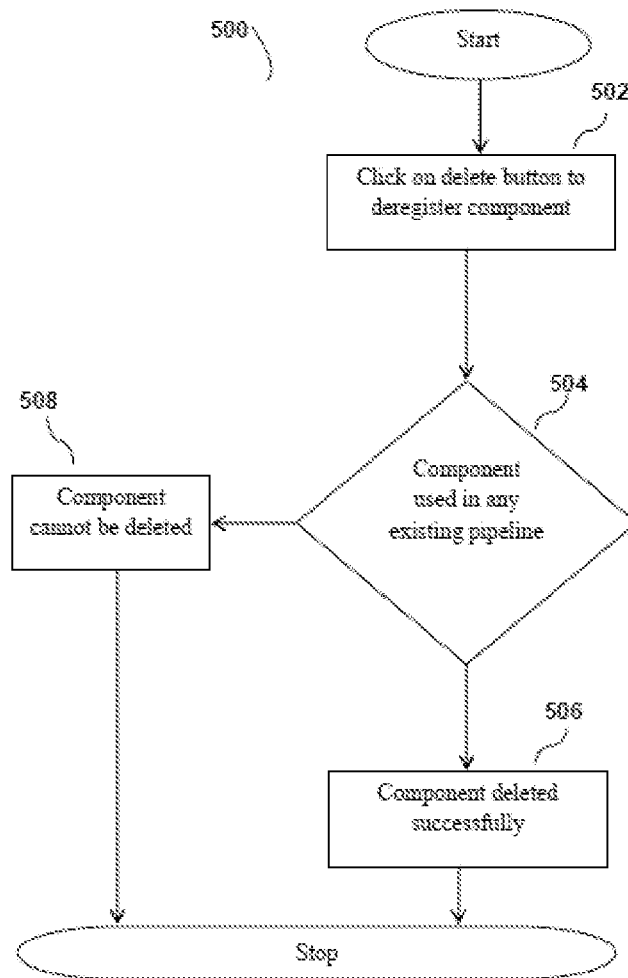 500
Start
502
Click on delete button to
deregister component
504
Component
used in any
existing pipeline
508
Component
cannot be deleted
506
Component deleted
successfully
Stop